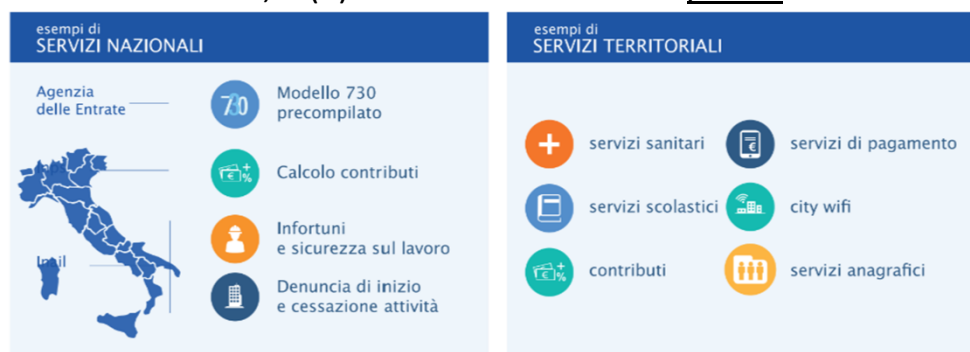 esempi di
SERVIZI NAZIONALI
Agenzia
delle Entrate
730
Modello 730
precompilato
Calcolo contributi
Infortuni
e sicurezza sul lavoro
Denuncia di inizio
e cessazione attività
esempi di
SERVIZI TERRITORIALI
servizi sanitari
servizi di pagamento
servizi scolastici
city wifi
contributi
servizi anagrafici